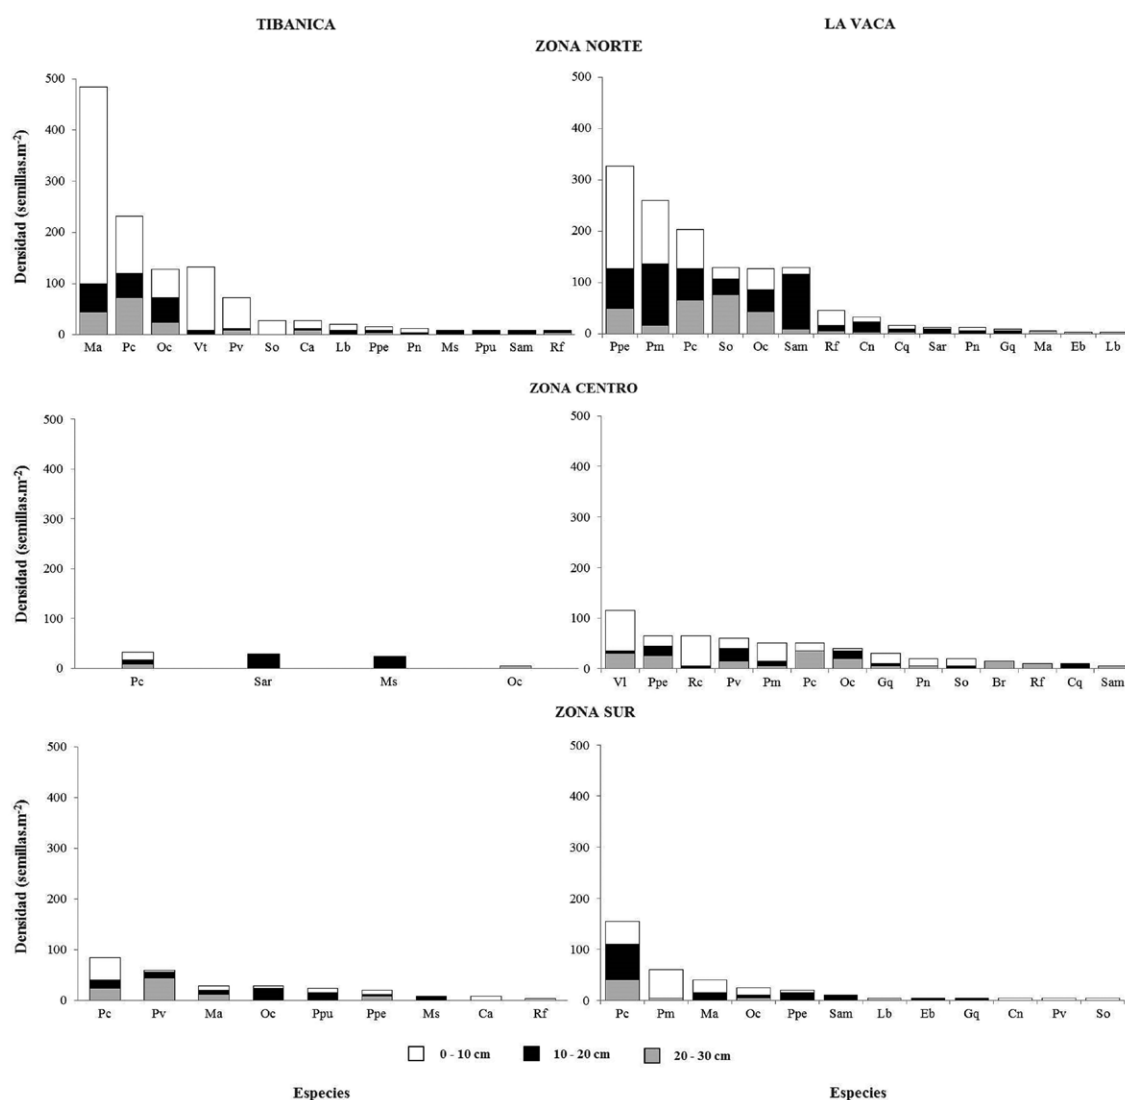 TIBANICA
LA VACA
ZONA NORTE
Densidad (semillas.m-2)
500
400
300
200
100
0
Ma Pc Oc Vt Pv So Ca Lb Ppe Pn Ms Ppu Sam Rf
500
400
300
200
100
0
Ppe Pm Pc So Oc Sam Rf Cn Cq Sar Pn Gq Ma Eb Lb
ZONA CENTRO
Densidad (semillas.m-2)
500
400
300
200
100
0
Pc Sar Ms Oc
500
400
300
200
100
0
Vl Ppe Rc Pv Pm Pc Oc Gq Pn So Br Rf Cq Sam
ZONA SUR
Densidad (semillas.m-2)
500
400
300
200
100
0
Pc Pv Ma Oc Ppu Ppe Ms Ca Rf
500
400
300
200
100
0
Pc Pm Ma Oc Ppe Sam Lb Eb Gq Cn Pv So
0 - 10 cm 10 - 20 cm 20 - 30 cm
Especies
Especies